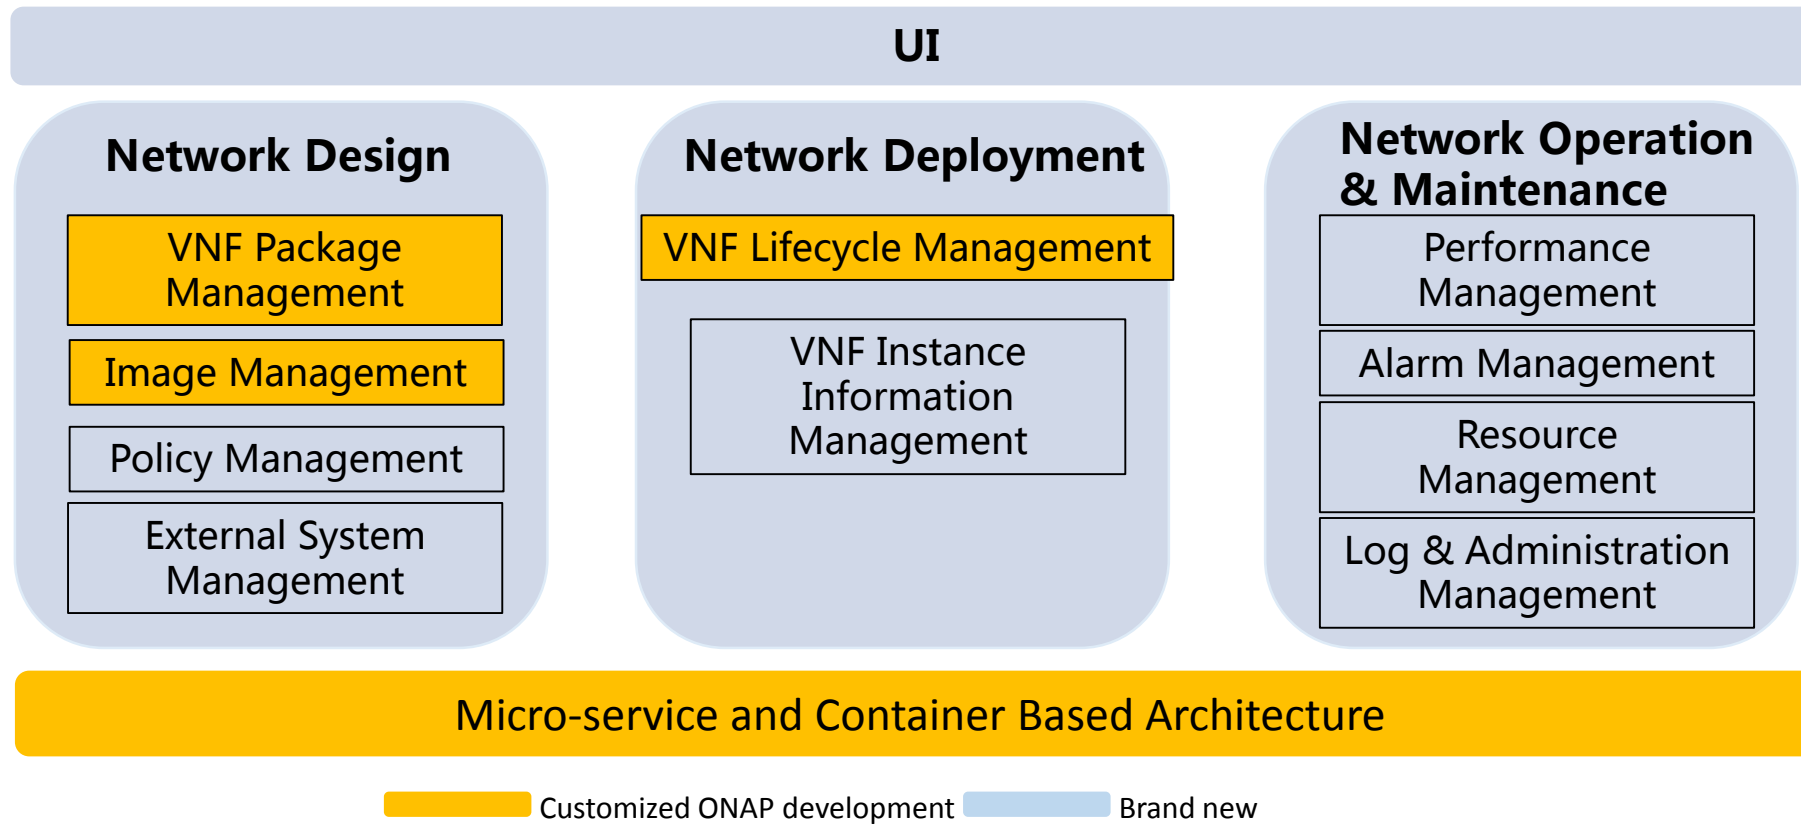 UI
Network Design
VNF Package
Management
Image Management
Policy Management
External System
Management
Network Deployment
VNF Lifecycle Management
VNF Instance
Information
Management
Network Operation
& Maintenance
Performance
Management
Alarm Management
Resource
Management
Log & Administration
Management
Micro-service and Container Based Architecture
Customized ONAP development
Brand new